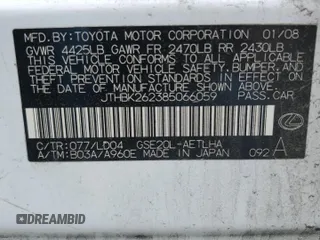 MFD. BY: TOYOTA MOTOR CORPORATION 01/08
GVWR 4425LB GAWR FR 2470LB RR 2430LB
THIS VEHICLE CONFORMS TO ALL APPLICABLE
FEDERAL MOTOR VEHICLE SAFETY, BUMPER, AND
THEFT PREVENTION STANDARDS IN EFFECT ON
THE DATE OF MANUFACTURE SHOWN ABOVE.
JTHBK262385066059 PASS.CAR
C/TR: 077/LD04 GSE20L-AETLHA
A/TM: B03A/A960E MADE IN JAPAN 092 A
EPICVIN